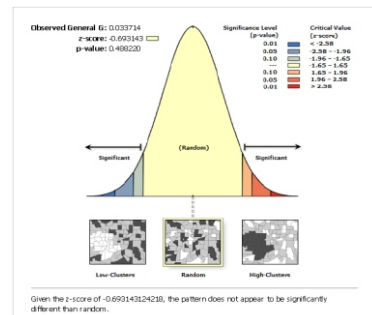 Observed General G: 0.033714
z-score: -0.693143
p-value: 0.488220
Significance Level (p-value)
Critical Value (z-score)
0.01 < -2.58
0.05 -2.58 - -1.96
0.10 -1.96 - -1.65
--- -1.65 - 1.65
0.10 1.65 - 1.96
0.05 1.96 - 2.58
0.01 > 2.58
Significant
(Random)
Significant
Low-Clusters
Random
High-Clusters
Given the z-score of -0.693143124218, the pattern does not appear to be significantly
different than random.